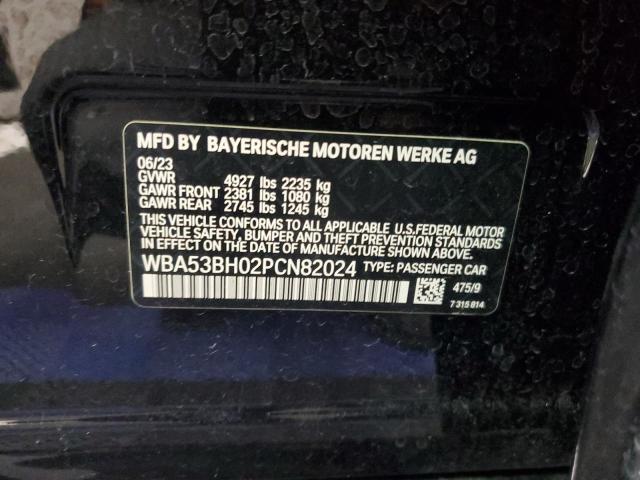 MFD BY BAYERISCHE MOTOREN WERKE AG
06/23
GVWR 4927 lbs 2235 kg
GAWR FRONT 2381 lbs 1080 kg
GAWR REAR 2745 lbs 1245 kg
THIS VEHICLE CONFORMS TO ALL APPLICABLE U.S.FEDERAL MOTOR
VEHICLE SAFETY, BUMPER AND THEFT PREVENTION STANDARDS
IN EFFECT ON THE DATE OF MANUFACTURE SHOWN ABOVE.
WBA53BH02PCN82024 TYPE: PASSENGER CAR
475/9
7 315 814